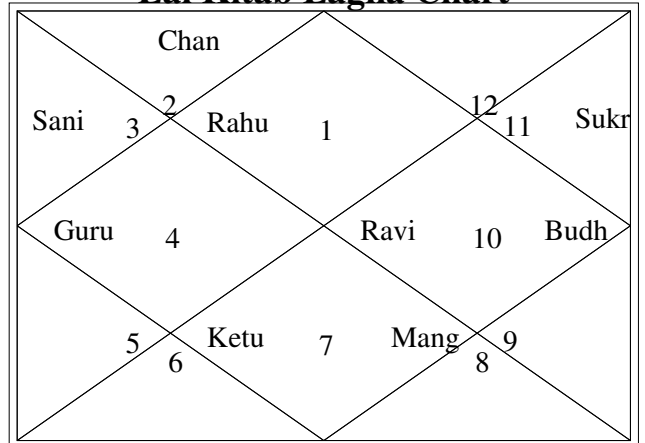 Lal Kitab Lagna Chart
Chan
2
12
Sani
3
Rahu
1
11
Sukr
Guru
4
Ravi
10
Budh
5
6
Ketu
7
Mang
8
9